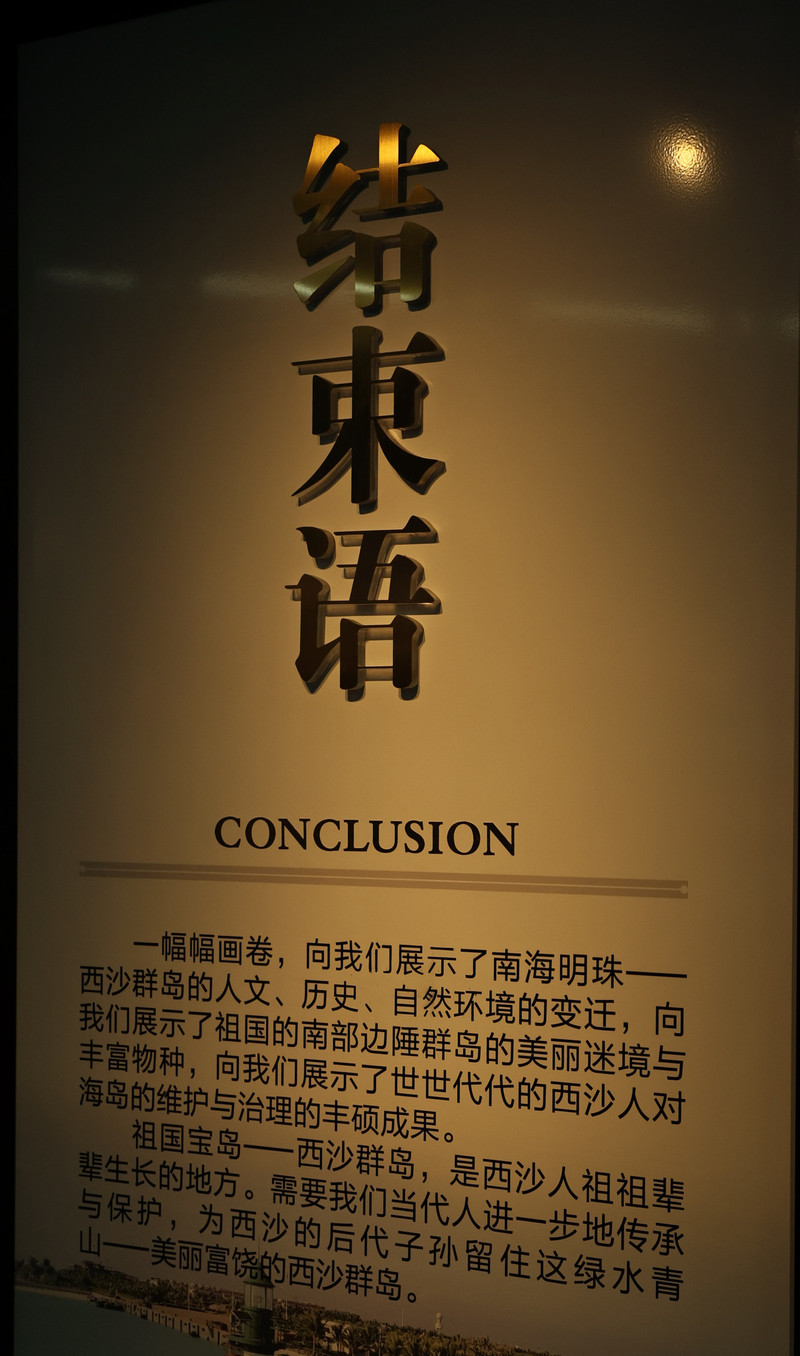 结束语
CONCLUSION
一幅幅画卷，向我们展示了南海明珠——
西沙群岛的人文、历史、自然环境的变迁，向
我们展示了祖国的南部边陲群岛的美丽迷境与
丰富物种，向我们展示了世世代代的西沙人对
海岛的维护与治理的丰硕成果。
祖国宝岛——西沙群岛，是西沙人祖祖辈
辈生长的地方。需要我们当代人进一步地传承
与保护，为西沙的后代子孙留住这绿水青
山——美丽富饶的西沙群岛。